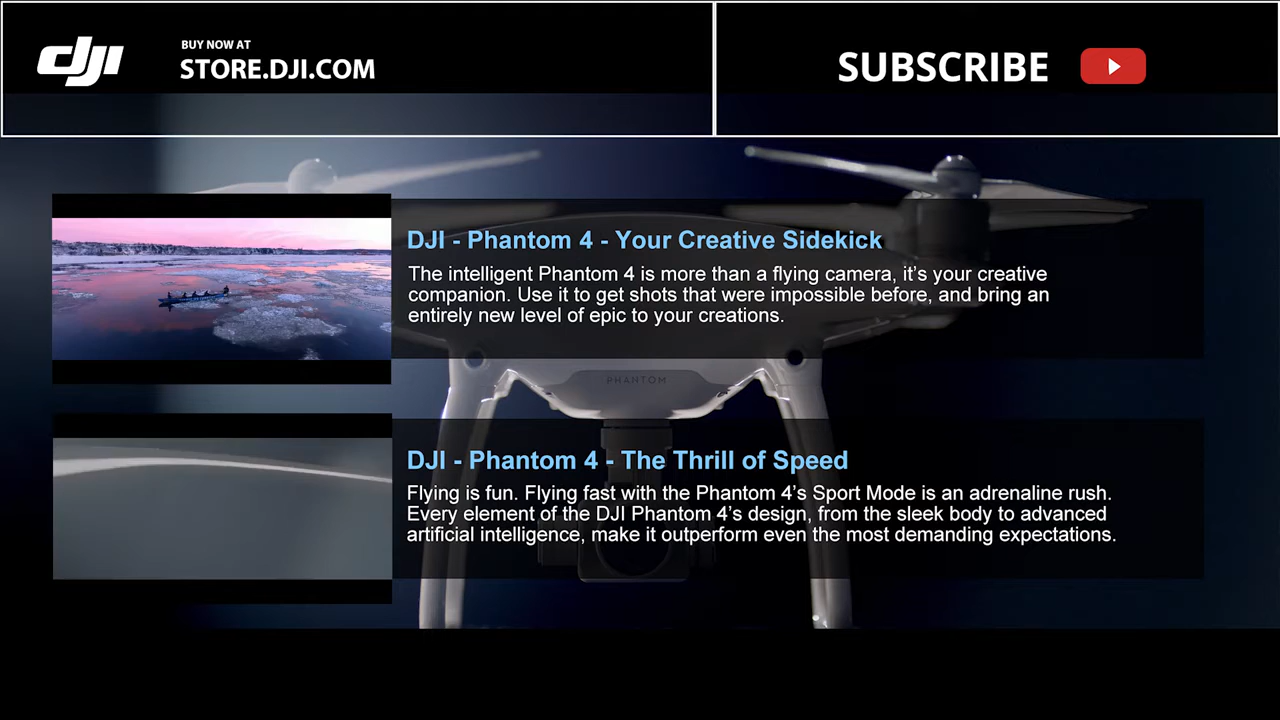 dji
BUY NOW AT
STORE.DJI.COM
SUBSCRIBE
DJI - Phantom 4 - Your Creative Sidekick
The intelligent Phantom 4 is more than a flying camera, it’s your creative
companion. Use it to get shots that were impossible before, and bring an
entirely new level of epic to your creations.
PHANTOM
DJI - Phantom 4 - The Thrill of Speed
Flying is fun. Flying fast with the Phantom 4’s Sport Mode is an adrenaline rush.
Every element of the DJI Phantom 4’s design, from the sleek body to advanced
artificial intelligence, make it outperform even the most demanding expectations.